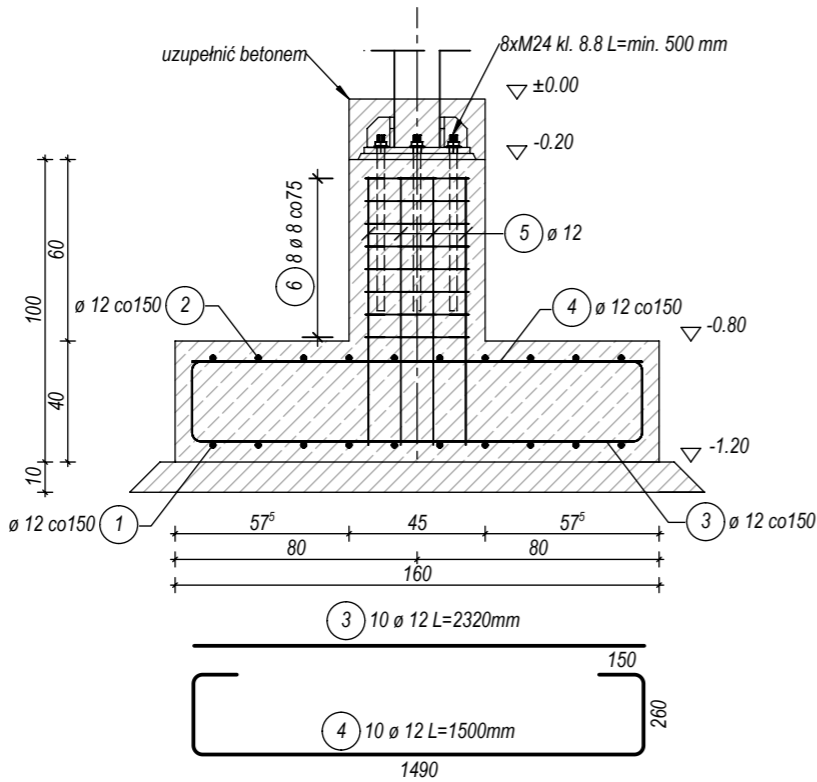 uzupełnić betonem
8xM24 kl. 8.8 L=min. 500 mm
±0.00
-0.20
60
100
6 8 ø 8 co75
5 ø 12
ø 12 co150 2
4 ø 12 co150
-0.80
40
-1.20
10
ø 12 co150 1
3 ø 12 co150
57⁵ 45 57⁵
80 80
160
3 10 ø 12 L=2320mm
150
260
4 10 ø 12 L=1500mm
1490